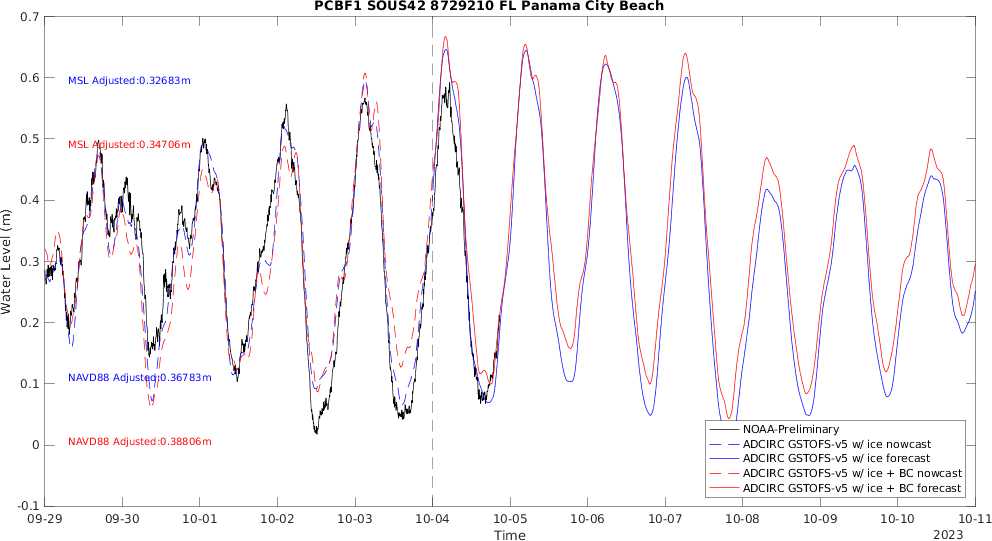 PCBF1 SOUS42 8729210 FL Panama City Beach
0.7
0.6
0.5
0.4
0.3
0.2
0.1
0
-0.1
Water Level (m)
MSL Adjusted:0.32683m
MSL Adjusted:0.34706m
NAVD88 Adjusted:0.36783m
NAVD88 Adjusted:0.38806m
NOAA-Preliminary
ADCIRC GSTOFS-v5 w/ ice nowcast
ADCIRC GSTOFS-v5 w/ ice forecast
ADCIRC GSTOFS-v5 w/ ice + BC nowcast
ADCIRC GSTOFS-v5 w/ ice + BC forecast
09-29 09-30 10-01 10-02 10-03 10-04 10-05 10-06 10-07 10-08 10-09 10-10 10-11
Time
2023